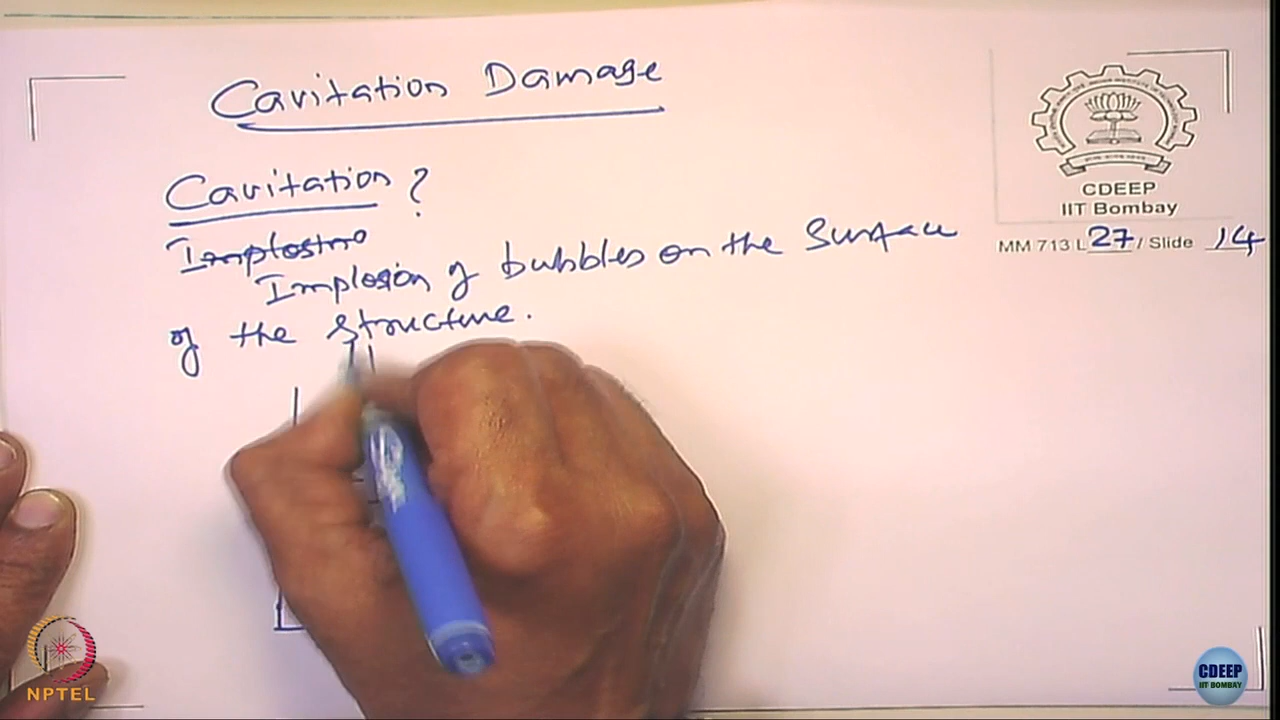 Cavitation Damage
Cavitation ?
Implosino
Implosion of bubbles on the Surface
of the structure.
CDEEP
IIT Bombay
MM 713 L 27 / Slide 14
NPTEL
CDEEP
IIT BOMBAY